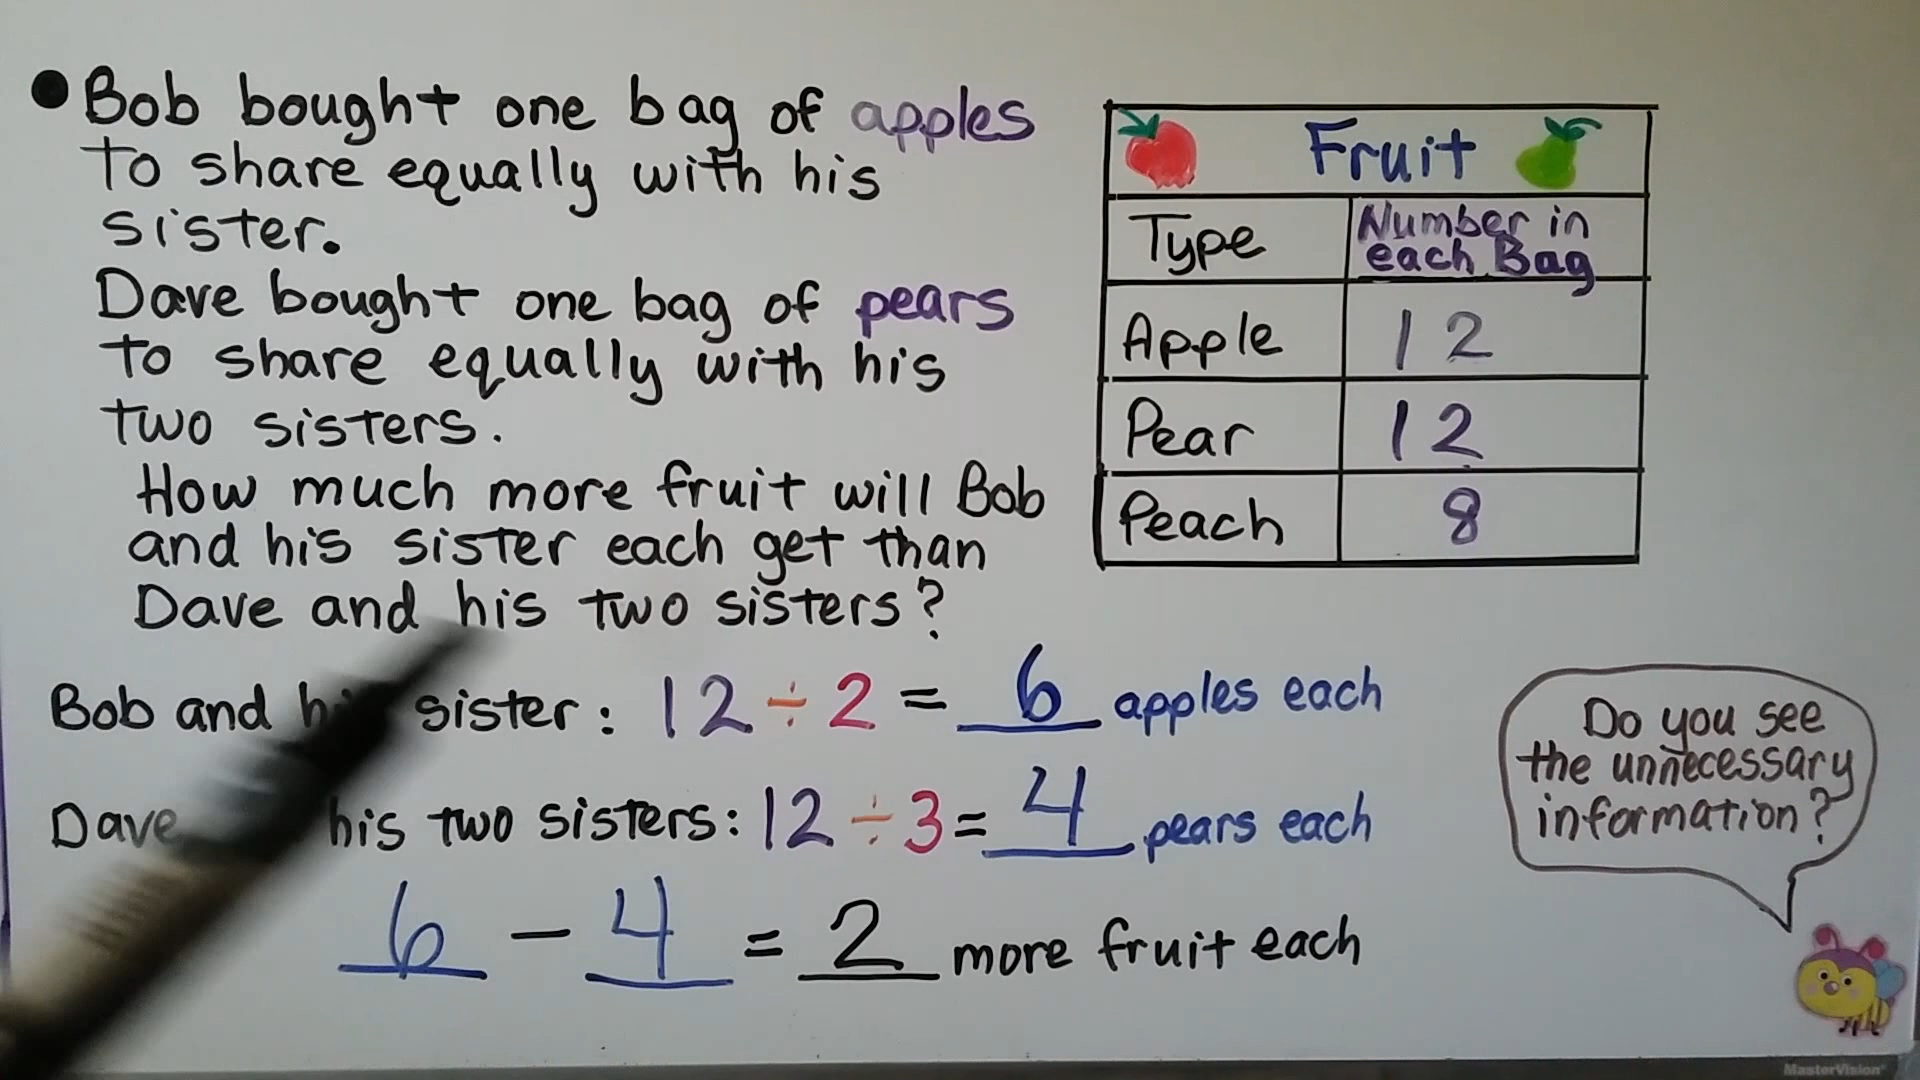 Bob bought one bag of apples
to share equally with his
sister.
Dave bought one bag of pears
to share equally with his
two sisters.
How much more fruit will Bob
and his sister each get than
Dave and his two sisters?
Bob and his sister: 12 ÷ 2 = 6 apples each
Dave his two sisters: 12 ÷ 3 = 4 pears each
6 - 4 = 2 more fruit each
Fruit
Type Number in
each Bag
Apple 12
Pear 12
Peach 8
Do you see
the unnecessary
information?
MasterVision